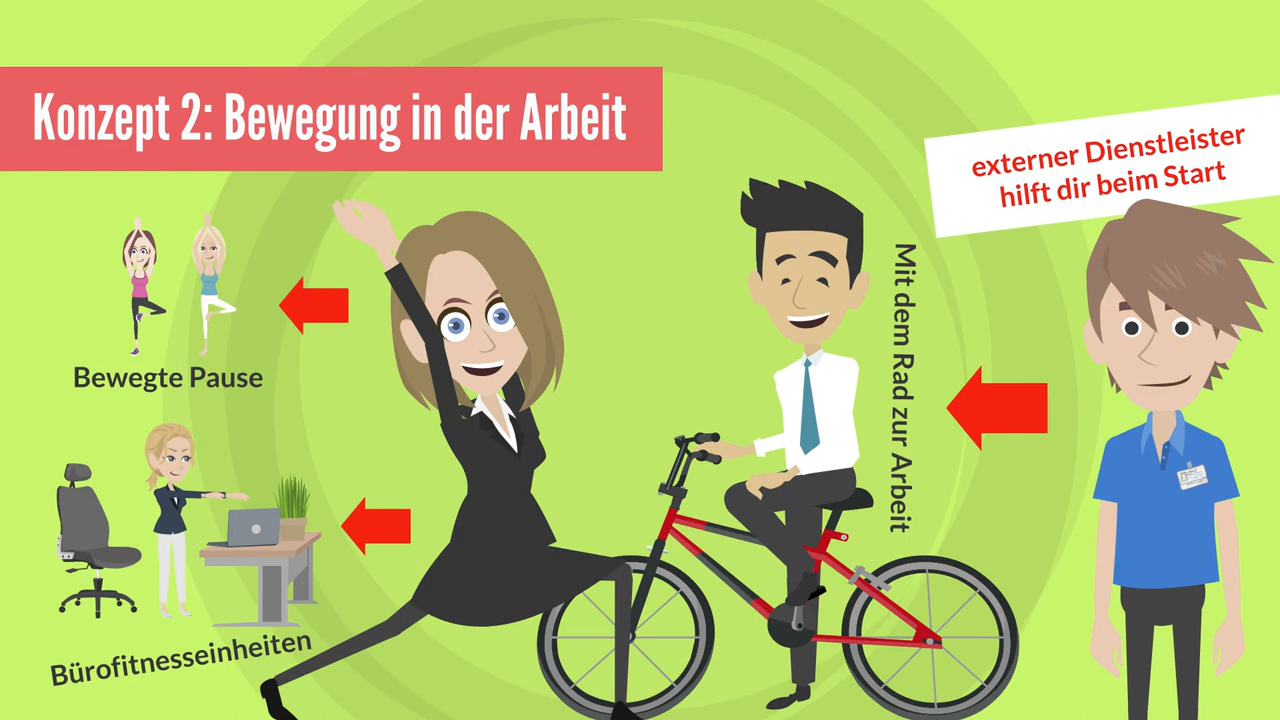 Konzept 2: Bewegung in der Arbeit
externer Dienstleister
hilft dir beim Start
Mit dem Rad zur Arbeit
Bewegte Pause
Bürofitnesseinheiten